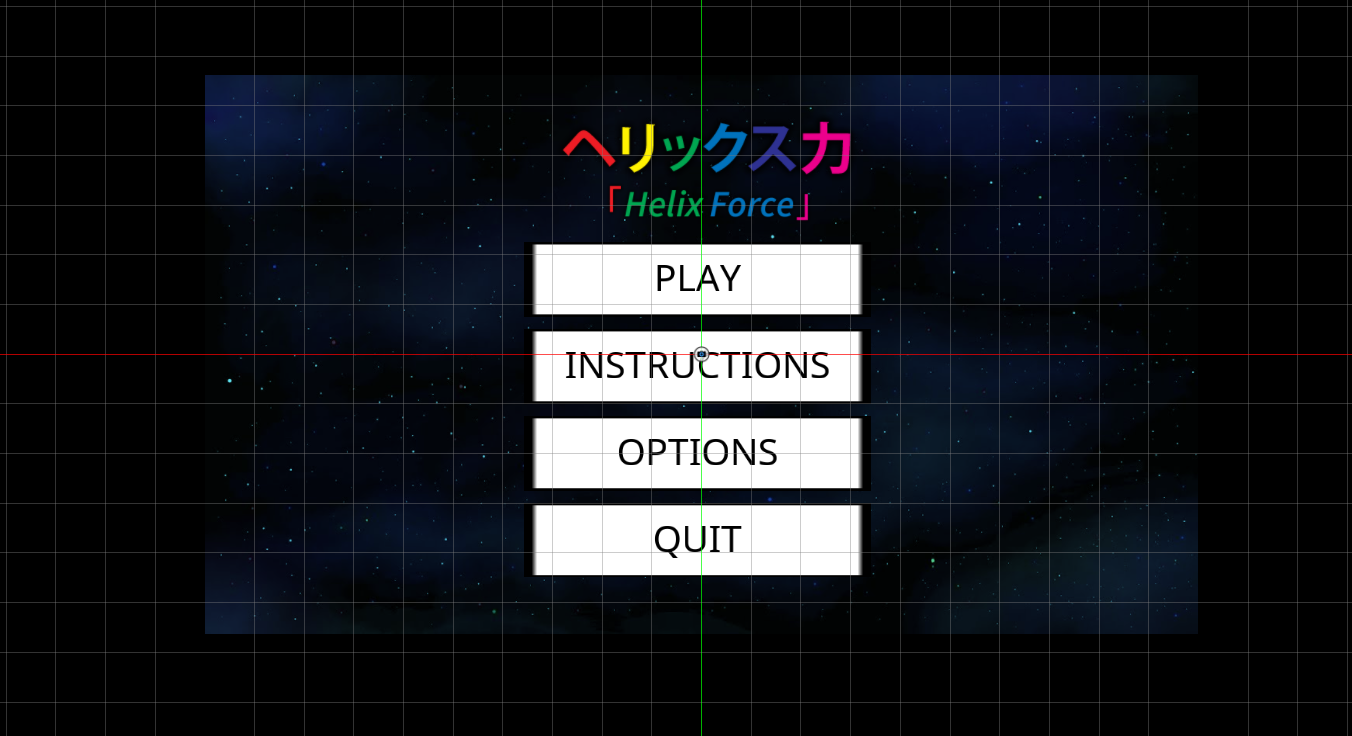 ヘリックス力
「Helix Force」
PLAY
INSTRUCTIONS
OPTIONS
QUIT